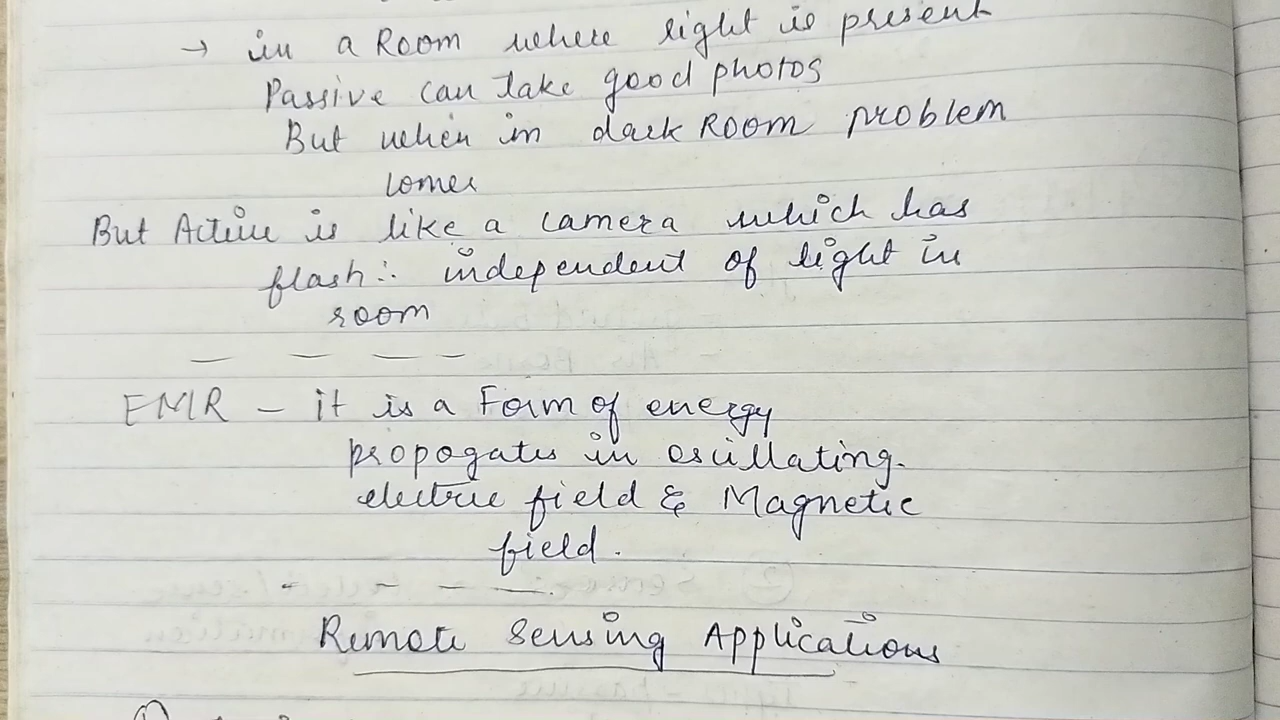 → in a Room where light is present
Passive can take good photos
But when in dark Room problem
comes
But Active is like a camera which has
flash ∴ independent of light in
room
— — — —
EMR – it is a Form of energy
propogates in oscillating.
electric field & Magnetic
field.
- - - —
Remote Sensing Applications